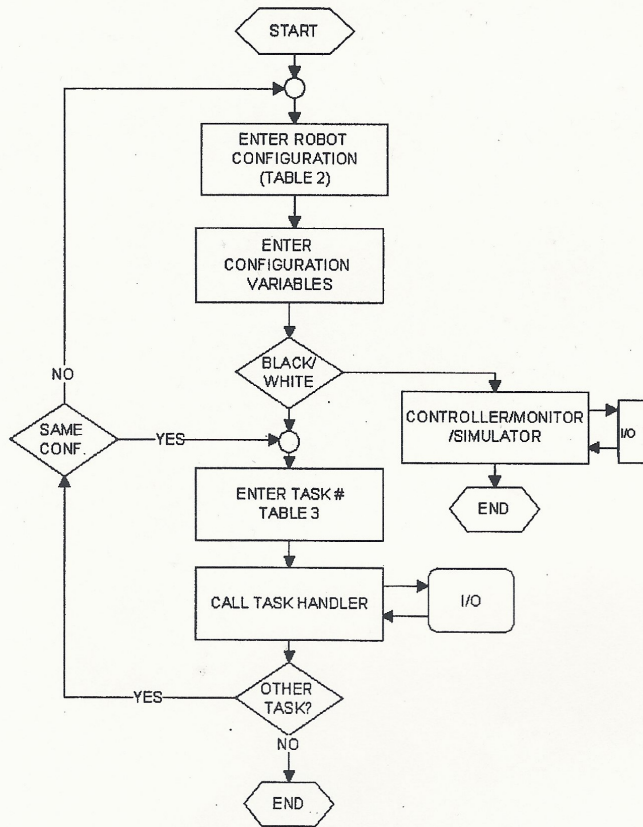 START
ENTER ROBOT
CONFIGURATION
(TABLE 2)
ENTER
CONFIGURATION
VARIABLES
BLACK/
WHITE
NO
SAME
CONF.
YES
CONTROLLER/MONITOR
/SIMULATOR
I/O
END
ENTER TASK #
TABLE 3
CALL TASK HANDLER
I/O
OTHER
TASK?
YES
NO
END